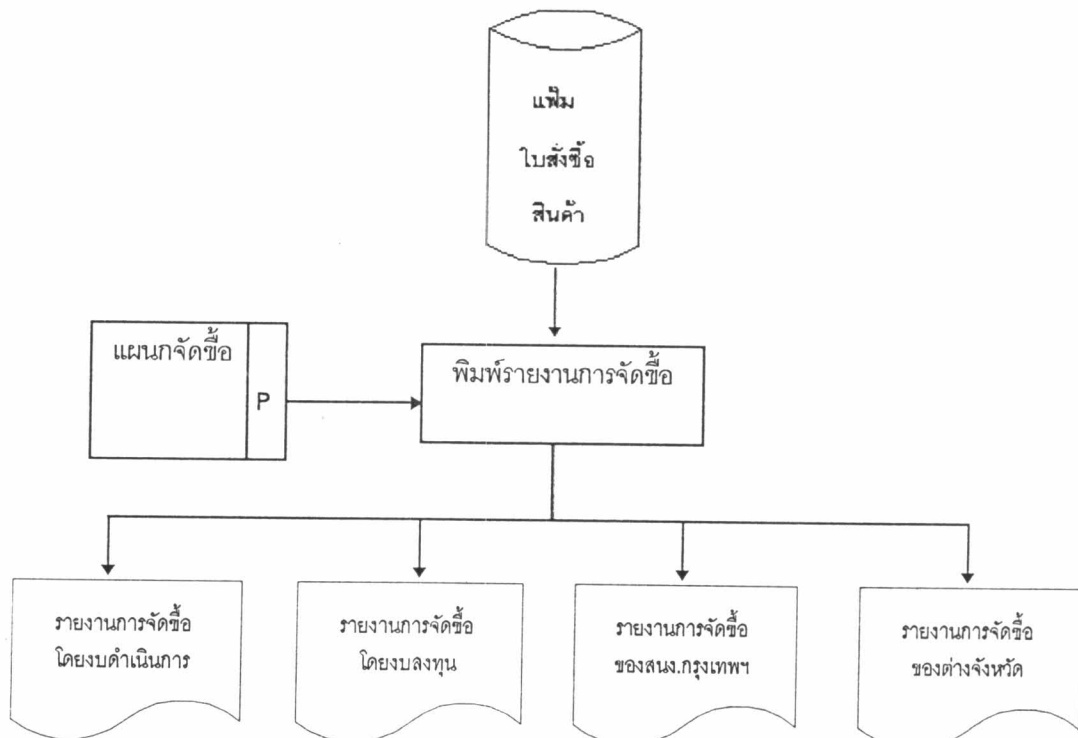 แฟ้ม
ใบสั่งซื้อ
สินค้า
แผนกจัดซื้อ
P
พิมพ์รายงานการจัดซื้อ
รายงานการจัดซื้อ
โดยงบดำเนินการ
รายงานการจัดซื้อ
โดยงบลงทุน
รายงานการจัดซื้อ
ของสนง.กรุงเทพฯ
รายงานการจัดซื้อ
ของต่างจังหวัด